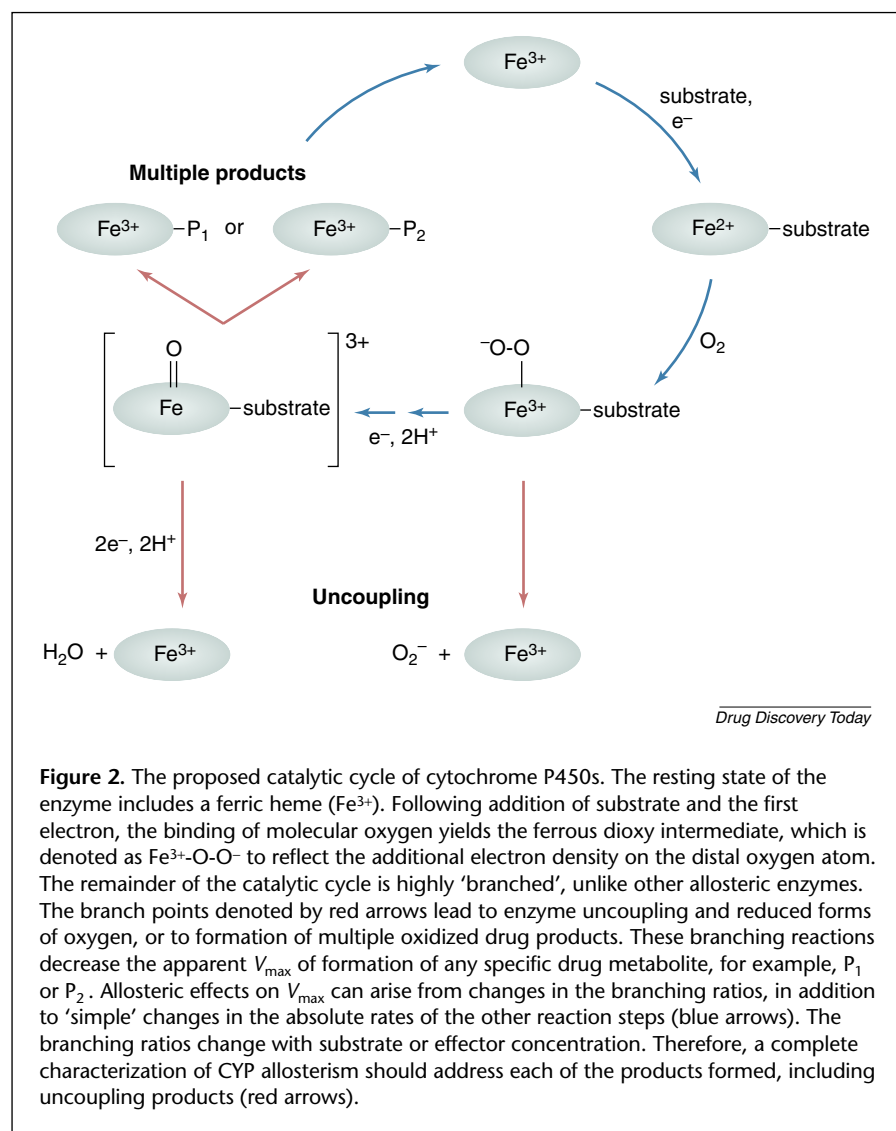 Fe³⁺
substrate,
e⁻
Multiple products
Fe³⁺ -P₁ or Fe³⁺ -P₂
Fe²⁺ -substrate
O₂
O
Fe -substrate
3+
⁻O-O
Fe³⁺ -substrate
e⁻, 2H⁺
2e⁻, 2H⁺
Uncoupling
H₂O + Fe³⁺
O₂⁻ + Fe³⁺
Drug Discovery Today
Figure 2. The proposed catalytic cycle of cytochrome P450s. The resting state of the
enzyme includes a ferric heme (Fe³⁺). Following addition of substrate and the first
electron, the binding of molecular oxygen yields the ferrous dioxy intermediate, which is
denoted as Fe³⁺-O-O⁻ to reflect the additional electron density on the distal oxygen atom.
The remainder of the catalytic cycle is highly ‘branched’, unlike other allosteric enzymes.
The branch points denoted by red arrows lead to enzyme uncoupling and reduced forms
of oxygen, or to formation of multiple oxidized drug products. These branching reactions
decrease the apparent Vmax of formation of any specific drug metabolite, for example, P₁
or P₂. Allosteric effects on Vmax can arise from changes in the branching ratios, in addition
to ‘simple’ changes in the absolute rates of the other reaction steps (blue arrows). The
branching ratios change with substrate or effector concentration. Therefore, a complete
characterization of CYP allosterism should address each of the products formed, including
uncoupling products (red arrows).